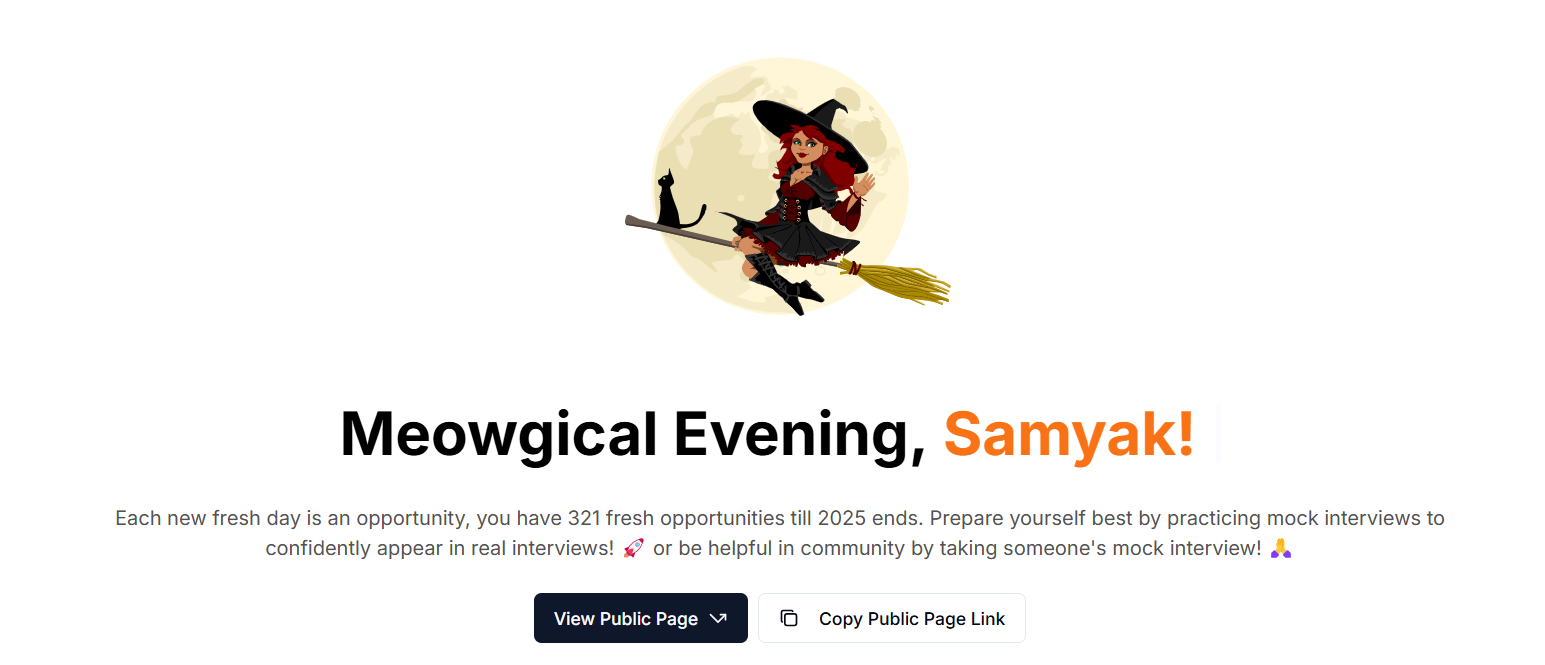 Meowgical Evening, Samyak!
Each new fresh day is an opportunity, you have 321 fresh opportunities till 2025 ends. Prepare yourself best by practicing mock interviews to
confidently appear in real interviews! 🚀 or be helpful in community by taking someone's mock interview! 🙏
View Public Page
Copy Public Page Link